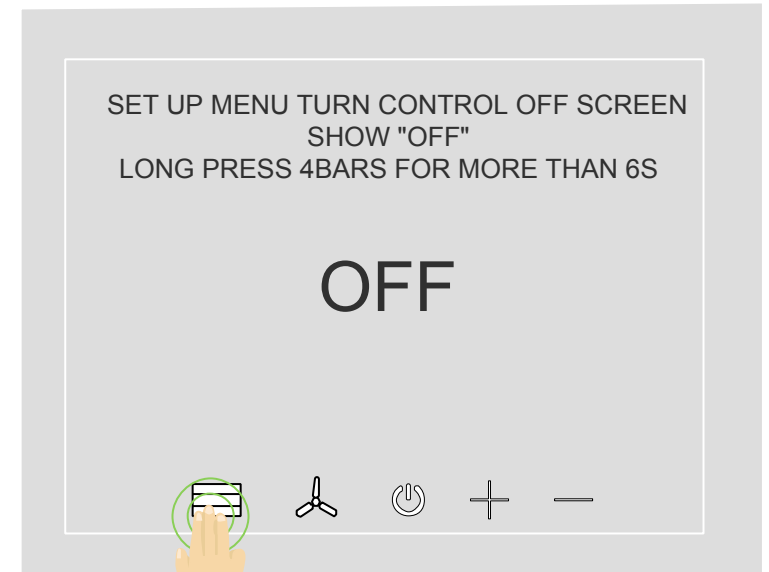 SET UP MENU TURN CONTROL OFF SCREEN
SHOW "OFF"
LONG PRESS 4BARS FOR MORE THAN 6S
OFF